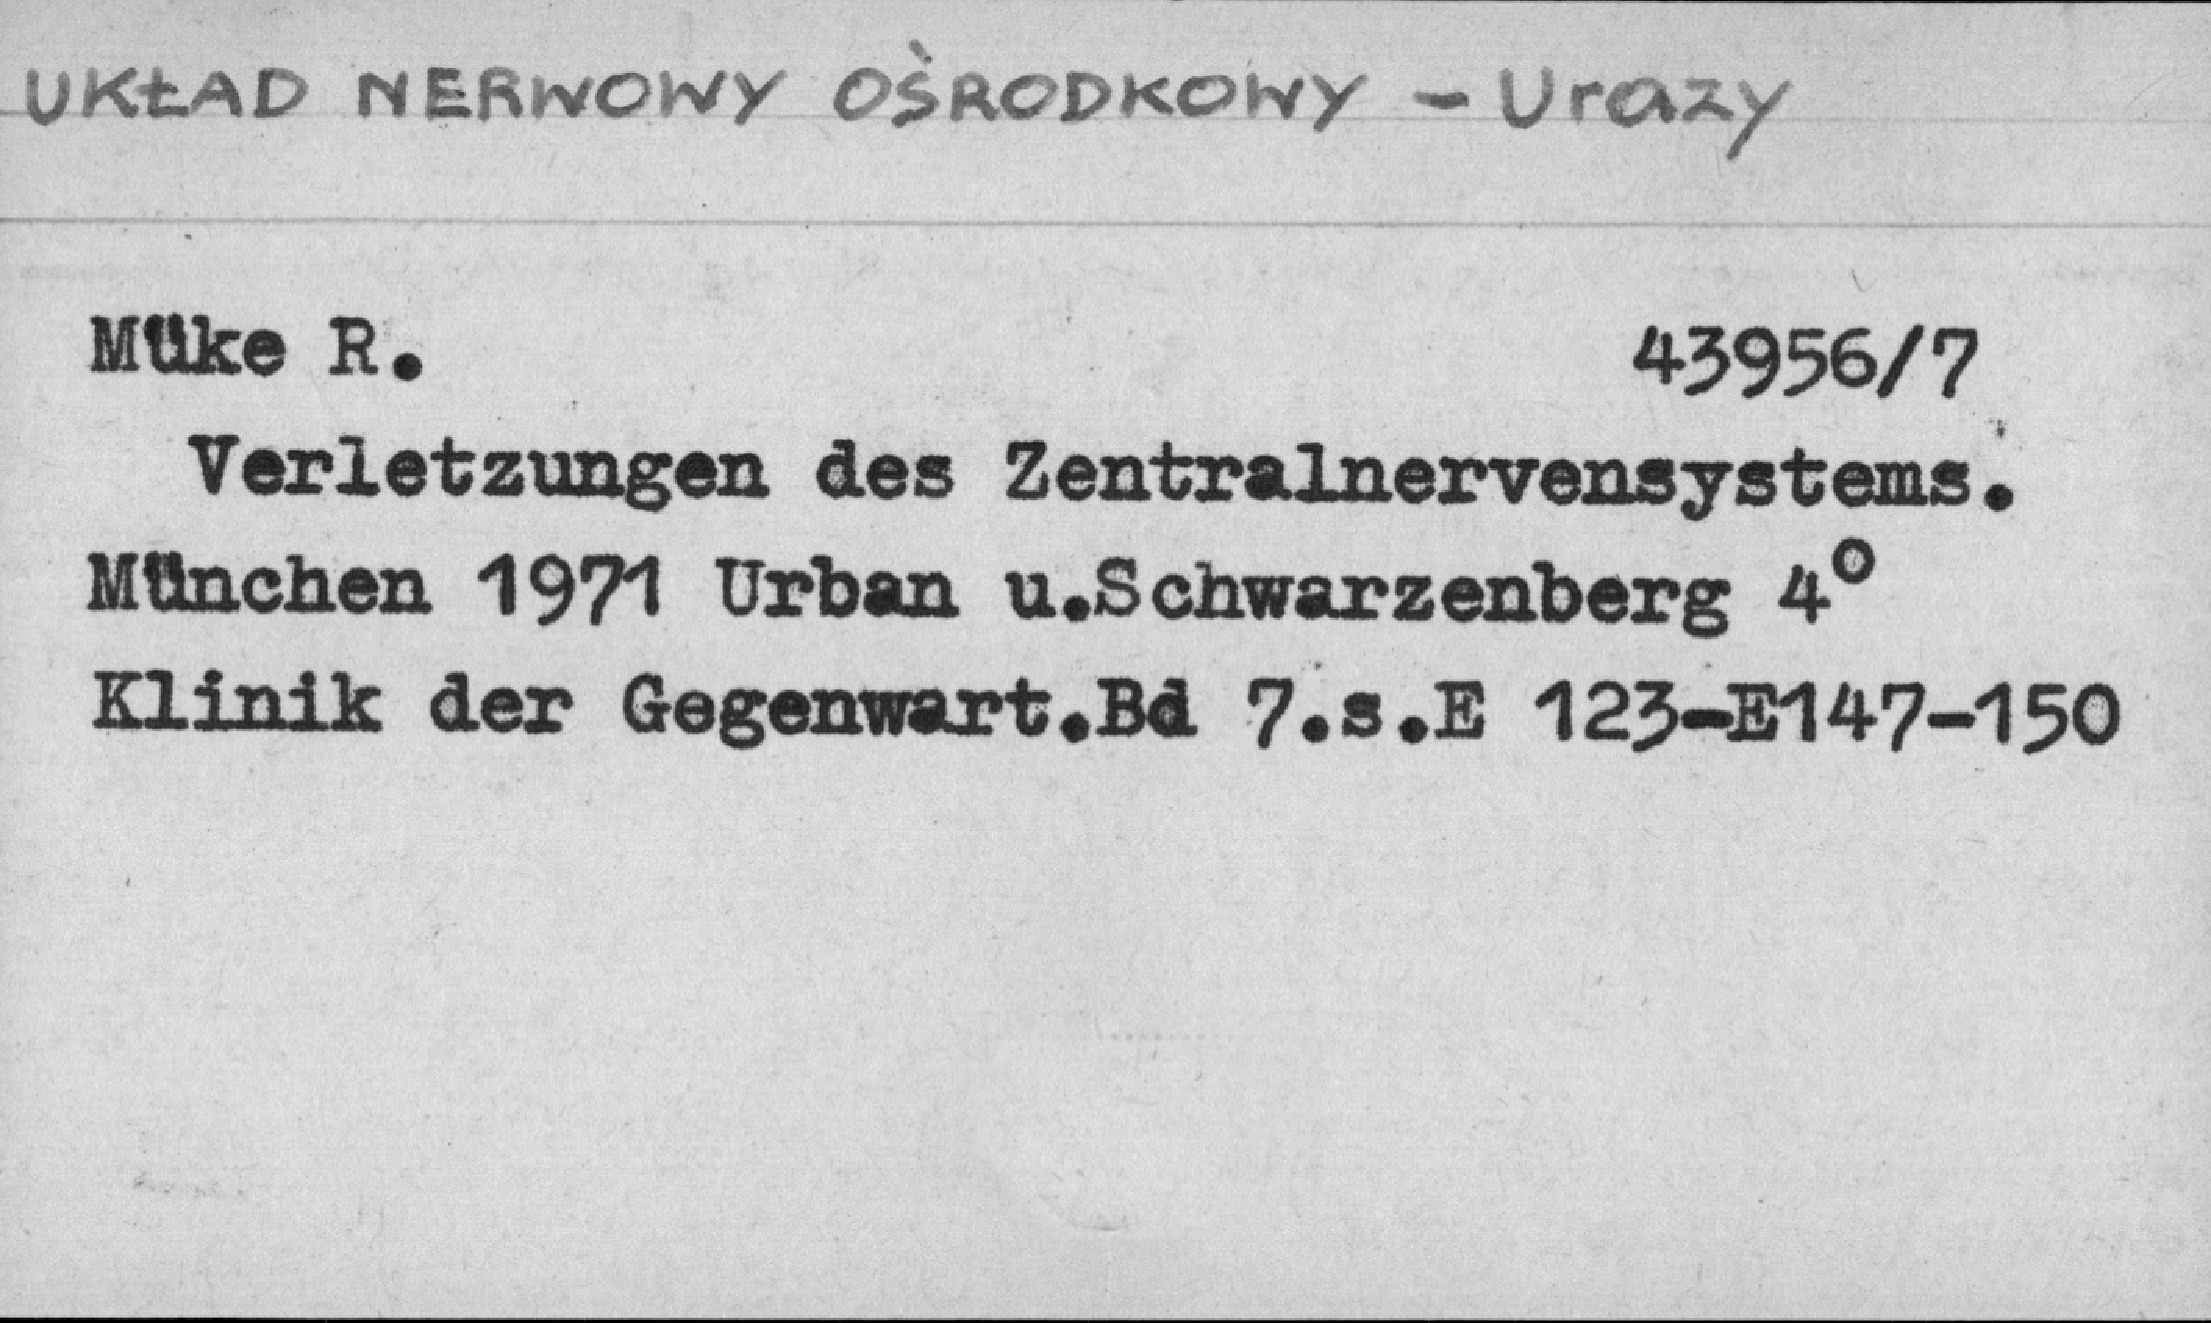 UKŁAD NERWOWY OŚRODKOWY - Urazy
Müke R. 43956/7
Verletzungen des Zentralnervensystems.
München 1971 Urban u.Schwarzenberg 4°
Klinik der Gegenwart.Bd 7.s.E 123-E147-150